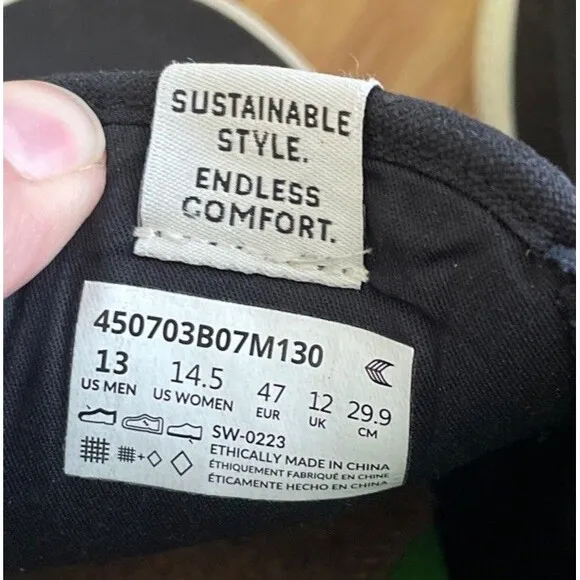 SUSTAINABLE
STYLE.
ENDLESS
COMFORT.
450703B07M130
13 14.5 47 12 29.9
US MEN US WOMEN EUR UK CM
SW-0223
ETHICALLY MADE IN CHINA
ÉTHIQUEMENT FABRIQUÉ EN CHINE
ÉTICAMENTE HECHO EN CHINA